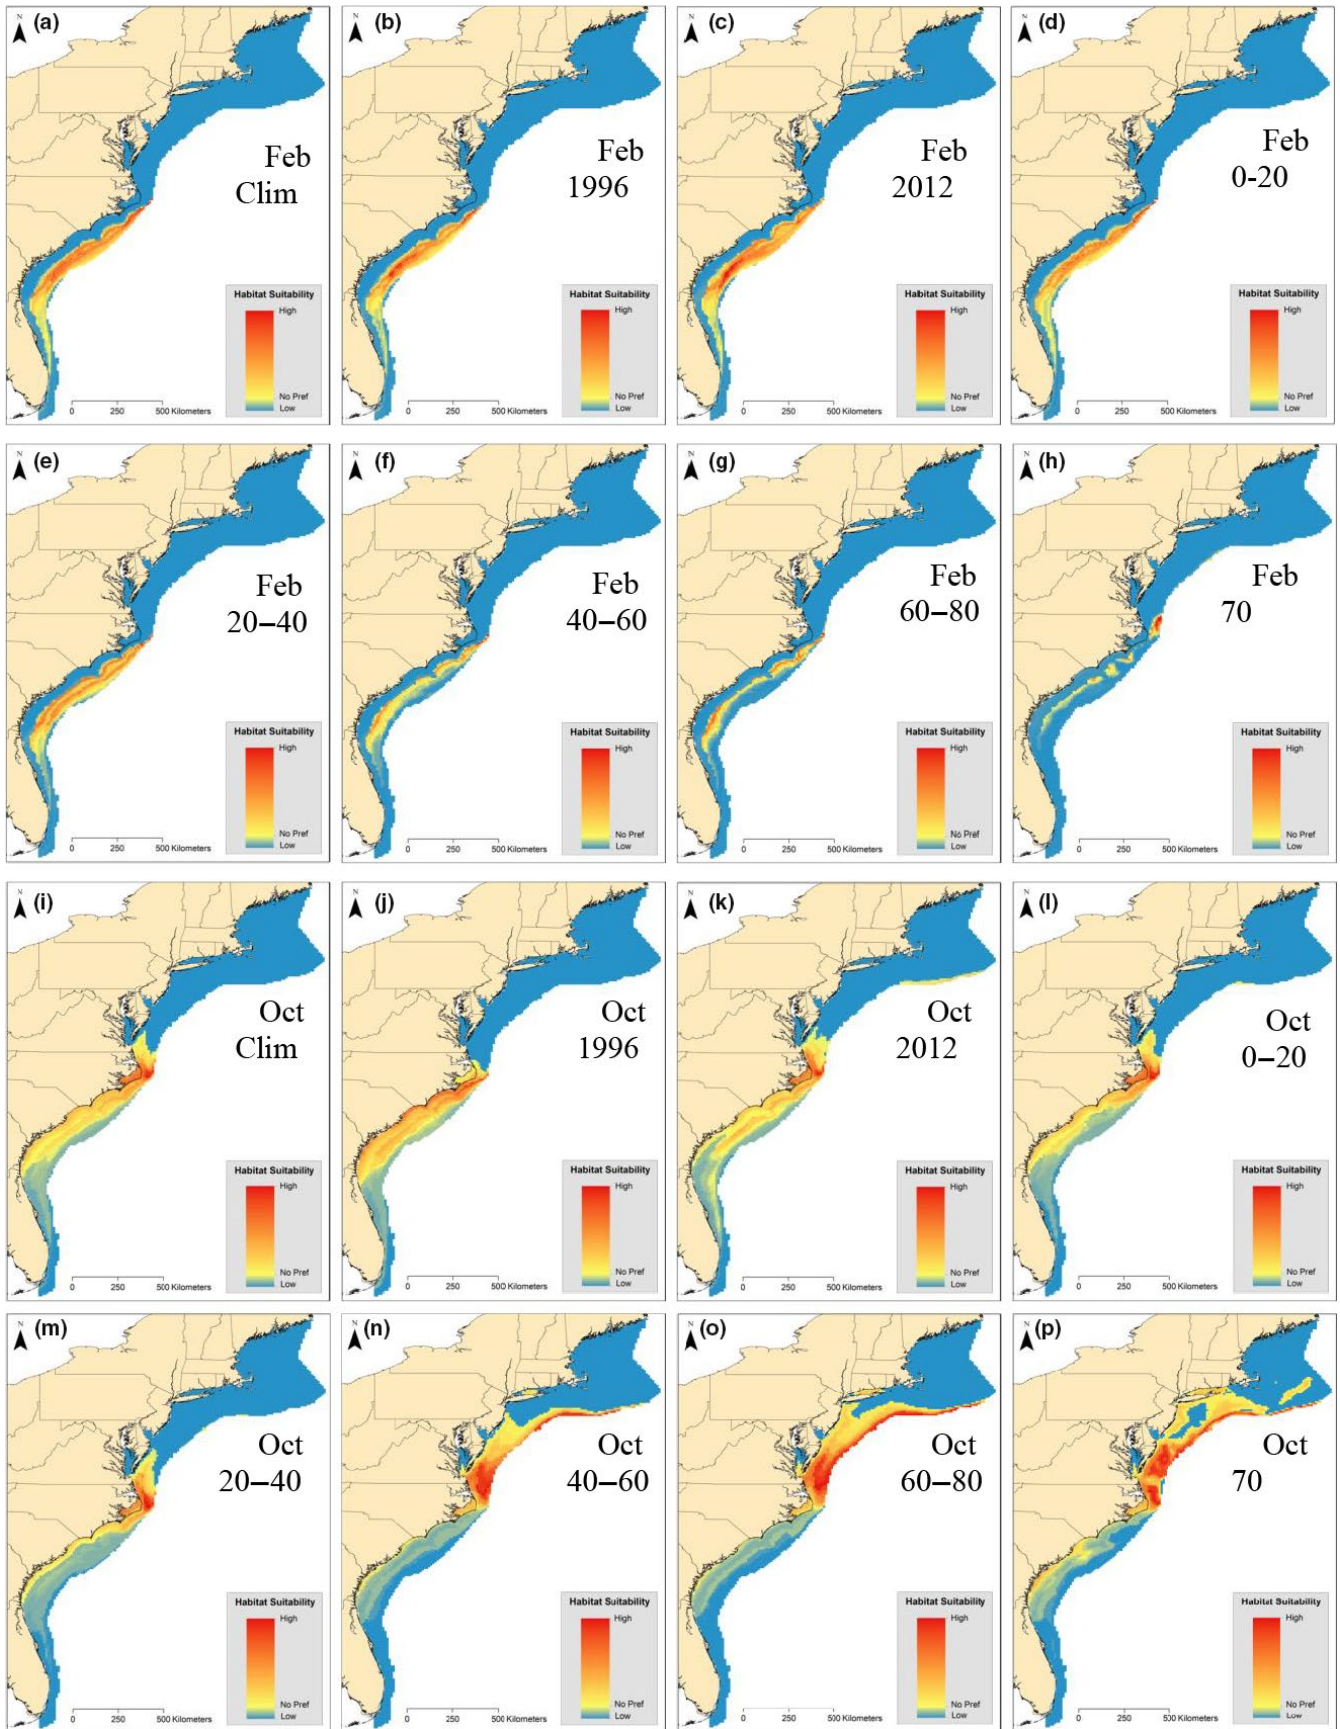 N
(a)
Feb
Clim
Habitat Suitability
High
No Pref
Low
0 250 500 Kilometers
N
(b)
Feb
1996
Habitat Suitability
High
No Pref
Low
0 250 500 Kilometers
N
(c)
Feb
2012
Habitat Suitability
High
No Pref
Low
0 250 500 Kilometers
N
(d)
Feb
0-20
Habitat Suitability
High
No Pref
Low
0 250 500 Kilometers
N
(e)
Feb
20–40
Habitat Suitability
High
No Pref
Low
0 250 500 Kilometers
N
(f)
Feb
40–60
Habitat Suitability
High
No Pref
Low
0 250 500 Kilometers
N
(g)
Feb
60–80
Habitat Suitability
High
No Pref
Low
0 250 500 Kilometers
N
(h)
Feb
70
Habitat Suitability
High
No Pref
Low
0 250 500 Kilometers
N
(i)
Oct
Clim
Habitat Suitability
High
No Pref
Low
0 250 500 Kilometers
N
(j)
Oct
1996
Habitat Suitability
High
No Pref
Low
0 250 500 Kilometers
N
(k)
Oct
2012
Habitat Suitability
High
No Pref
Low
0 250 500 Kilometers
N
(l)
Oct
0–20
Habitat Suitability
High
No Pref
Low
0 250 500 Kilometers
N
(m)
Oct
20–40
Habitat Suitability
High
No Pref
Low
0 250 500 Kilometers
N
(n)
Oct
40–60
Habitat Suitability
High
No Pref
Low
0 250 500 Kilometers
N
(o)
Oct
60–80
Habitat Suitability
High
No Pref
Low
0 250 500 Kilometers
N
(p)
Oct
70
Habitat Suitability
High
No Pref
Low
0 250 500 Kilometers